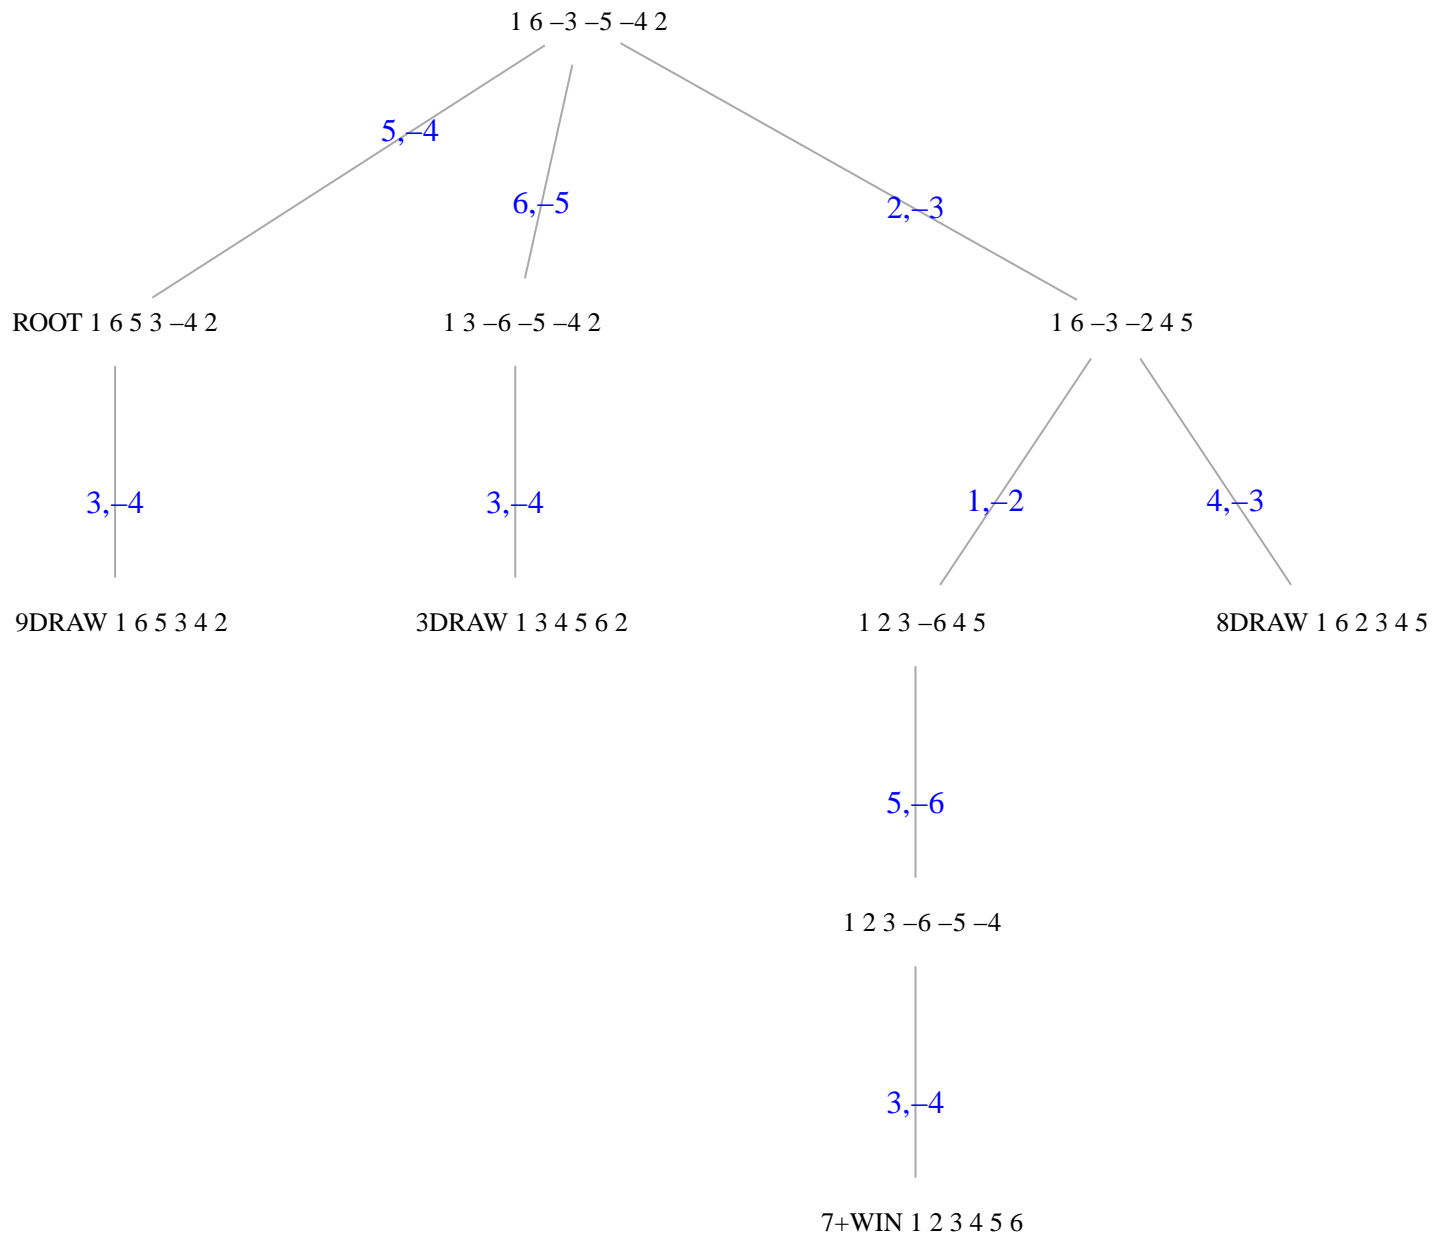 1 6 –3 –5 –4 2
5,–4
6,–5
2,–3
ROOT 1 6 5 3 –4 2
1 3 –6 –5 –4 2
1 6 –3 –2 4 5
3,–4
3,–4
1,–2
4,–3
9DRAW 1 6 5 3 4 2
3DRAW 1 3 4 5 6 2
1 2 3 –6 4 5
8DRAW 1 6 2 3 4 5
5,–6
1 2 3 –6 –5 –4
3,–4
7+WIN 1 2 3 4 5 6